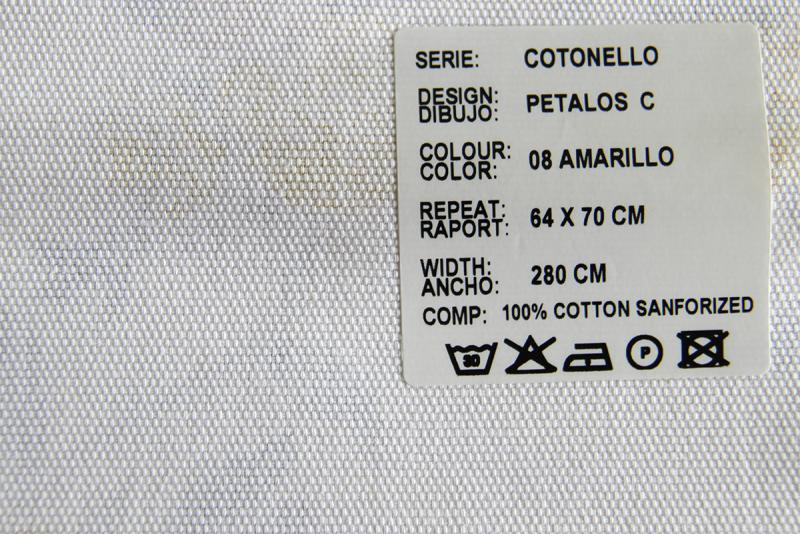 SERIE: COTONELLO
DESIGN: PETALOS C
DIBUJO:
COLOUR: 08 AMARILLO
COLOR:
REPEAT: 64 X 70 CM
RAPORT:
WIDTH: 280 CM
ANCHO:
COMP: 100% COTTON SANFORIZED
30 P